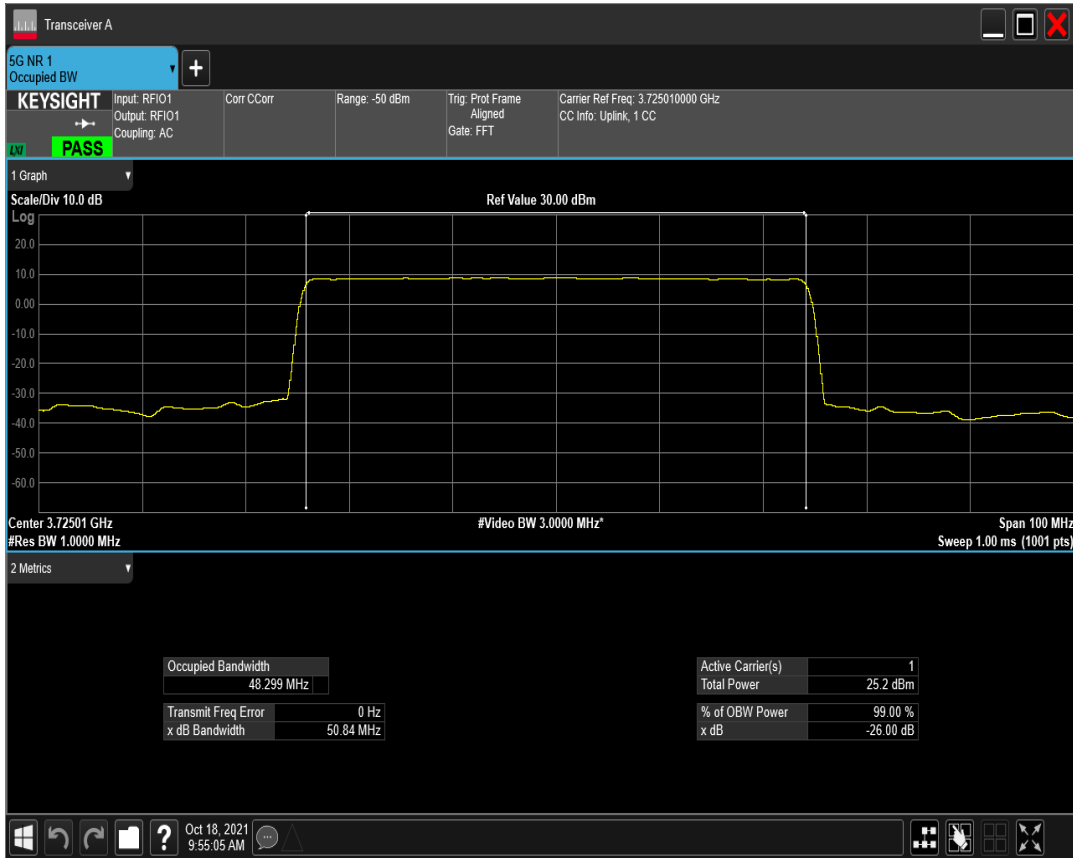 Transceiver A
5G NR 1
Occupied BW
KEYSIGHT
LXI
PASS
Input: RFIO1
Output: RFIO1
Coupling: AC
Corr CCorr
Range: -50 dBm
Trig: Prot Frame
Aligned
Gate: FFT
Carrier Ref Freq: 3.725010000 GHz
CC Info: Uplink, 1 CC
1 Graph
Scale/Div 10.0 dB
Ref Value 30.00 dBm
Log
20.0
10.0
0.00
-10.0
-20.0
-30.0
-40.0
-50.0
-60.0
Center 3.72501 GHz
#Video BW 3.0000 MHz*
Span 100 MHz
#Res BW 1.0000 MHz
Sweep 1.00 ms (1001 pts)
2 Metrics
Occupied Bandwidth
48.299 MHz
Transmit Freq Error 0 Hz
x dB Bandwidth 50.84 MHz
Active Carrier(s) 1
Total Power 25.2 dBm
% of OBW Power 99.00 %
x dB -26.00 dB
Oct 18, 2021
9:55:05 AM